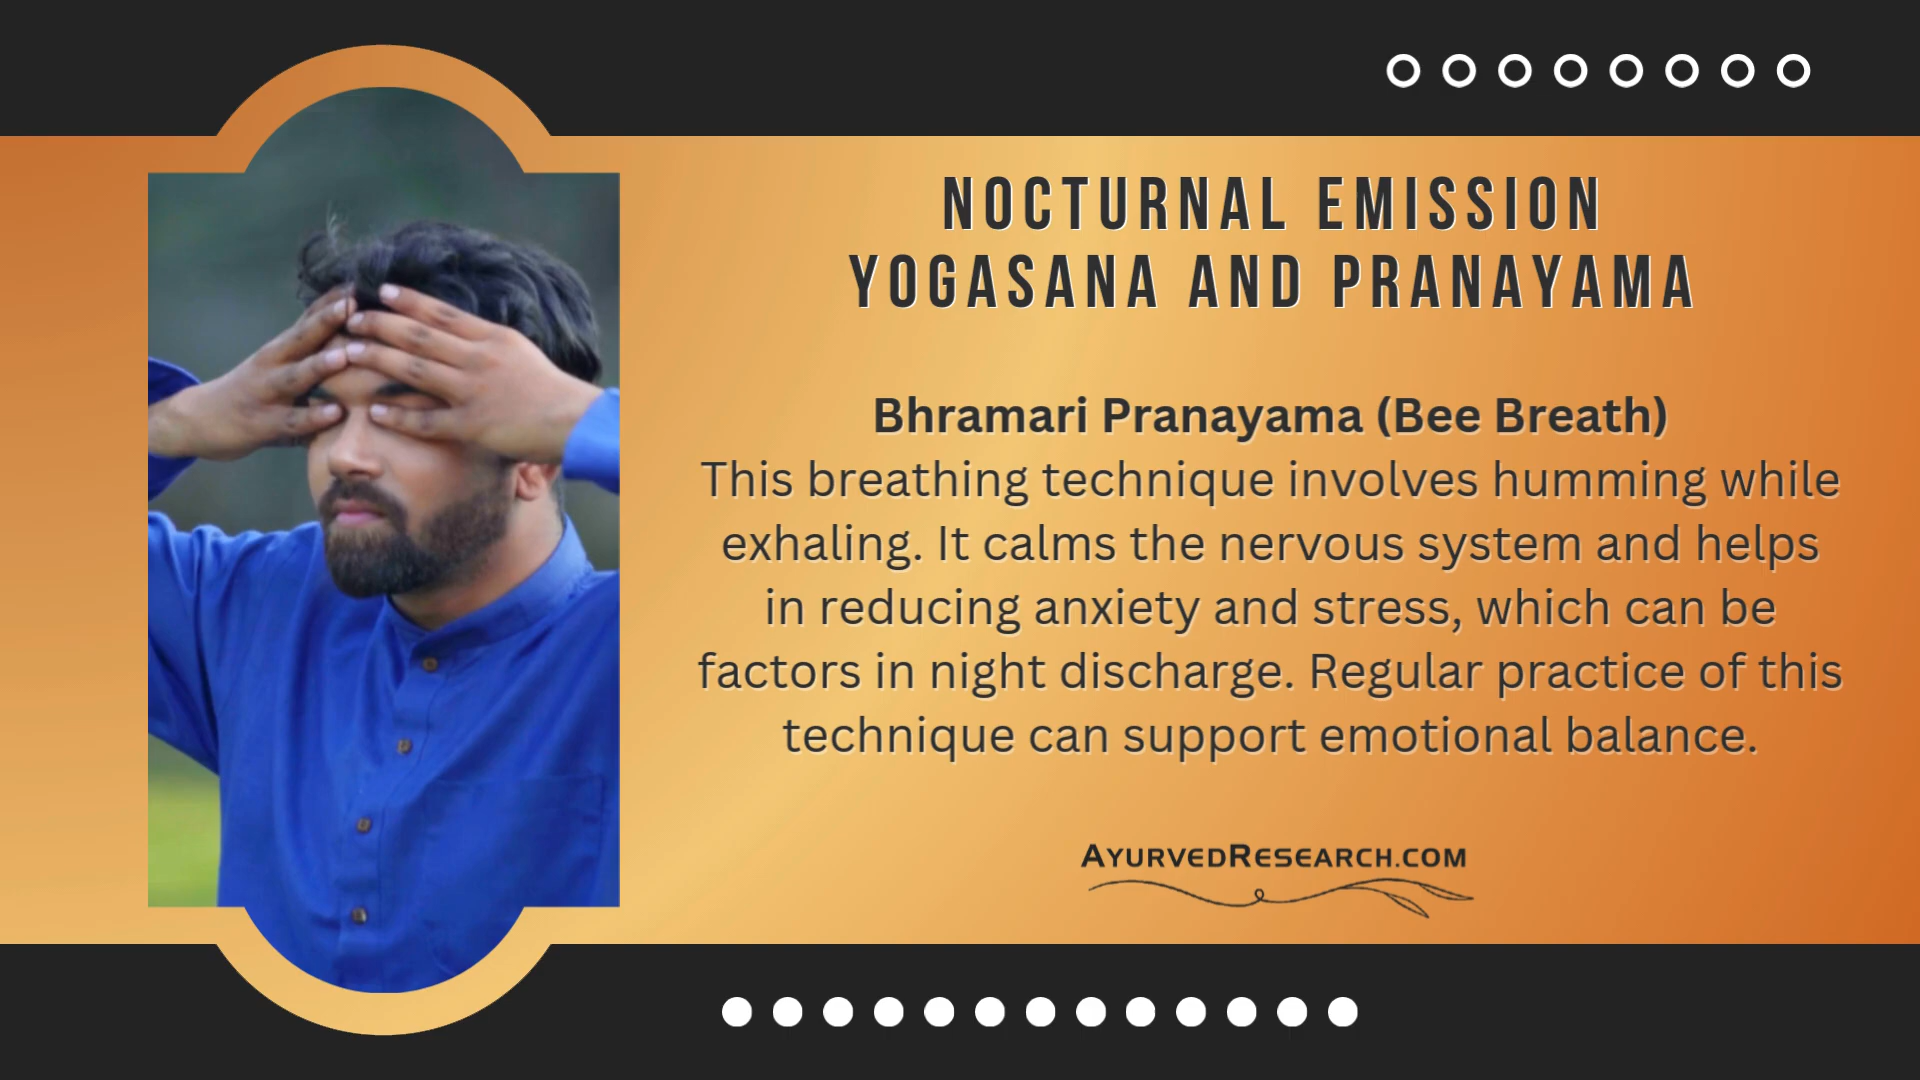 NOCTURNAL EMISSION
YOGASANA AND PRANAYAMA
Bhramari Pranayama (Bee Breath)
This breathing technique involves humming while
exhaling. It calms the nervous system and helps
in reducing anxiety and stress, which can be
factors in night discharge. Regular practice of this
technique can support emotional balance.
AYURVEDRESEARCH.COM